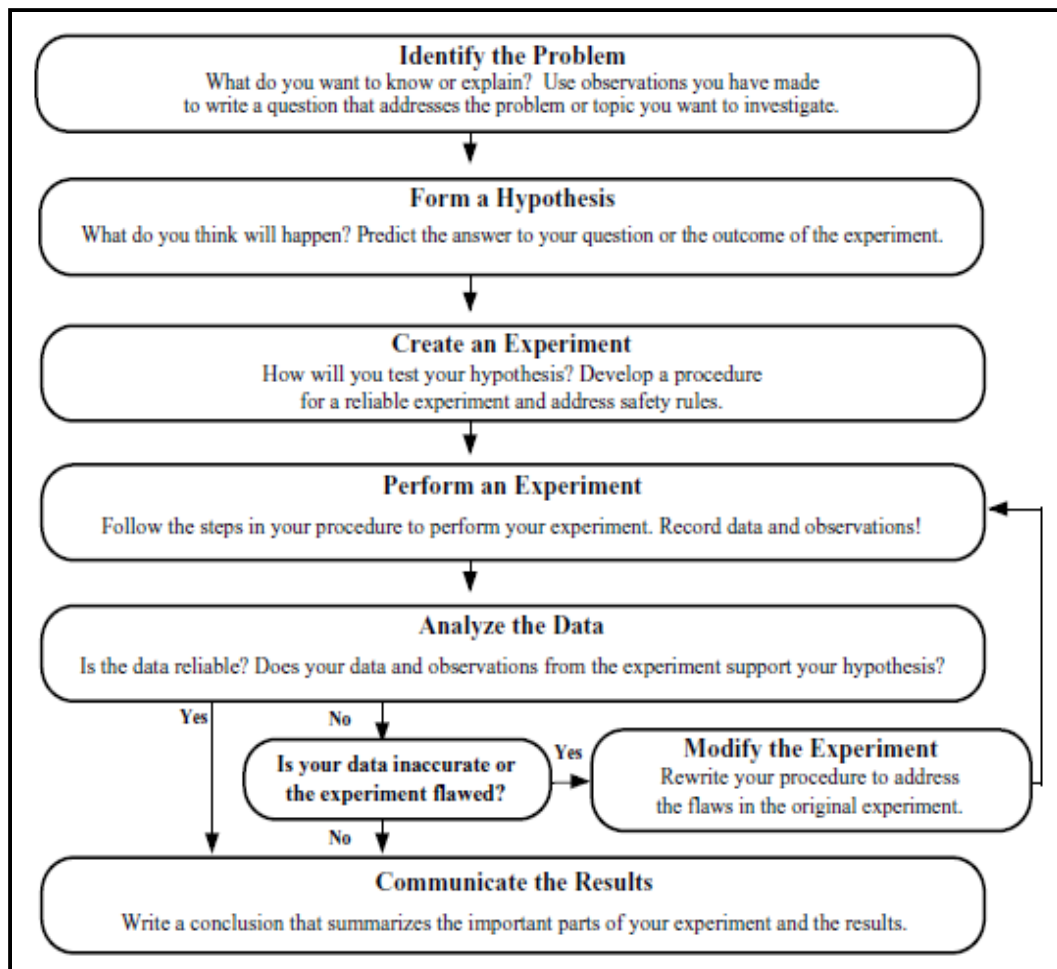 Identify the Problem
What do you want to know or explain? Use observations you have made
to write a question that addresses the problem or topic you want to investigate.
Form a Hypothesis
What do you think will happen? Predict the answer to your question or the outcome of the experiment.
Create an Experiment
How will you test your hypothesis? Develop a procedure
for a reliable experiment and address safety rules.
Perform an Experiment
Follow the steps in your procedure to perform your experiment. Record data and observations!
Analyze the Data
Is the data reliable? Does your data and observations from the experiment support your hypothesis?
Yes
No
Is your data inaccurate or
the experiment flawed?
Yes
Modify the Experiment
Rewrite your procedure to address
the flaws in the original experiment.
No
Communicate the Results
Write a conclusion that summarizes the important parts of your experiment and the results.